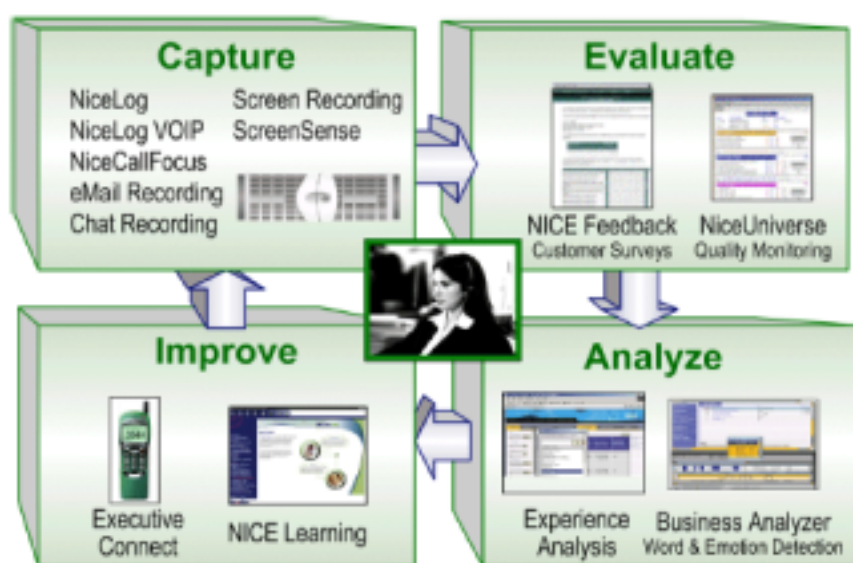 Capture
NiceLog
NiceLog VOIP
NiceCallFocus
eMail Recording
Chat Recording
Screen Recording
ScreenSense
Evaluate
NICE Feedback
Customer Surveys
NiceUniverse
Quality Monitoring
Improve
Executive
Connect
NICE Learning
Analyze
Experience
Analysis
Business Analyzer
Word & Emotion Detection